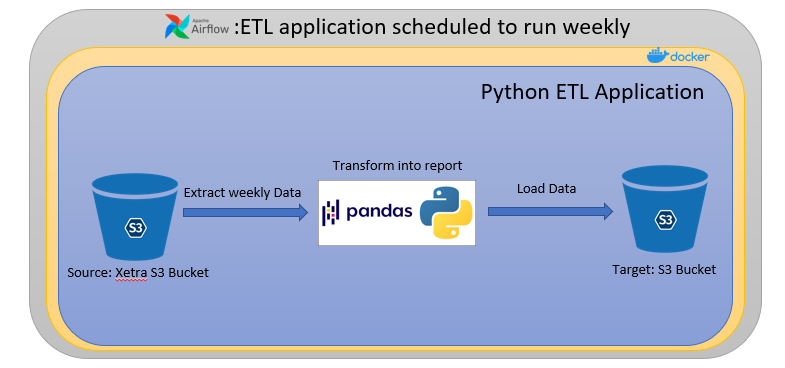 Apache
Airflow :ETL application scheduled to run weekly
docker
Python ETL Application
Transform into report
Extract weekly Data
Load Data
pandas
S3
S3
Source: Xetra S3 Bucket
Target: S3 Bucket